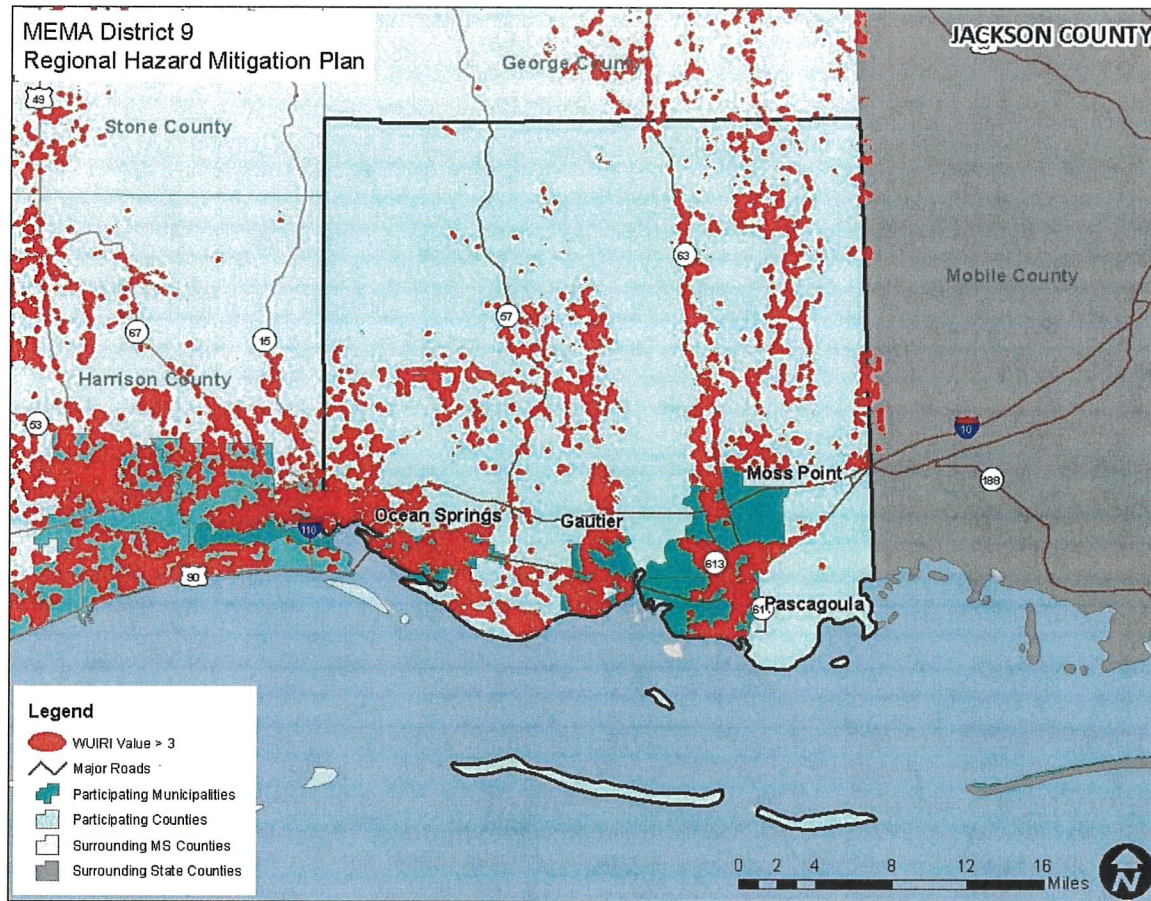 MEMA District 9
Regional Hazard Mitigation Plan
JACKSON COUNTY
George County
49
Stone County
63
Mobile County
57
67
15
Harrison County
53
10
Moss Point
188
Ocean Springs
Gautier
110
613
90
Pascagoula
Legend
WUIRI Value > 3
Major Roads
Participating Municipalities
Participating Counties
Surrounding MS Counties
Surrounding State Counties
0 2 4 8 12 16
Miles
N